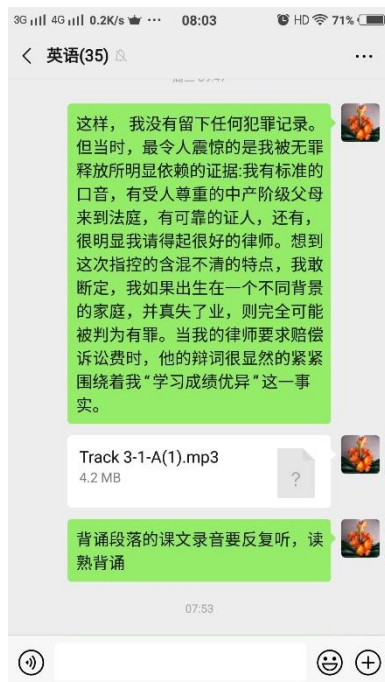 3G 4G 0.2K/s ··· 08:03 HD 71%
英语(35)
这样， 我没有留下任何犯罪记录。
但当时，最令人震惊的是我被无罪
释放所明显依赖的证据:我有标准的
口音，有受人尊重的中产阶级父母
来到法庭，有可靠的证人，还有，
很明显我请得起很好的律师。想到
这次指控的含混不清的特点，我敢
断定，我如果出生在一个不同背景
的家庭，并真失了业，则完全可能
被判为有罪。当我的律师要求赔偿
诉讼费时，他的辩词很显然的紧紧
围绕着我“学习成绩优异”这一事
实。
Track 3-1-A(1).mp3
4.2 MB
?
背诵段落的课文录音要反复听，读
熟背诵
07:53